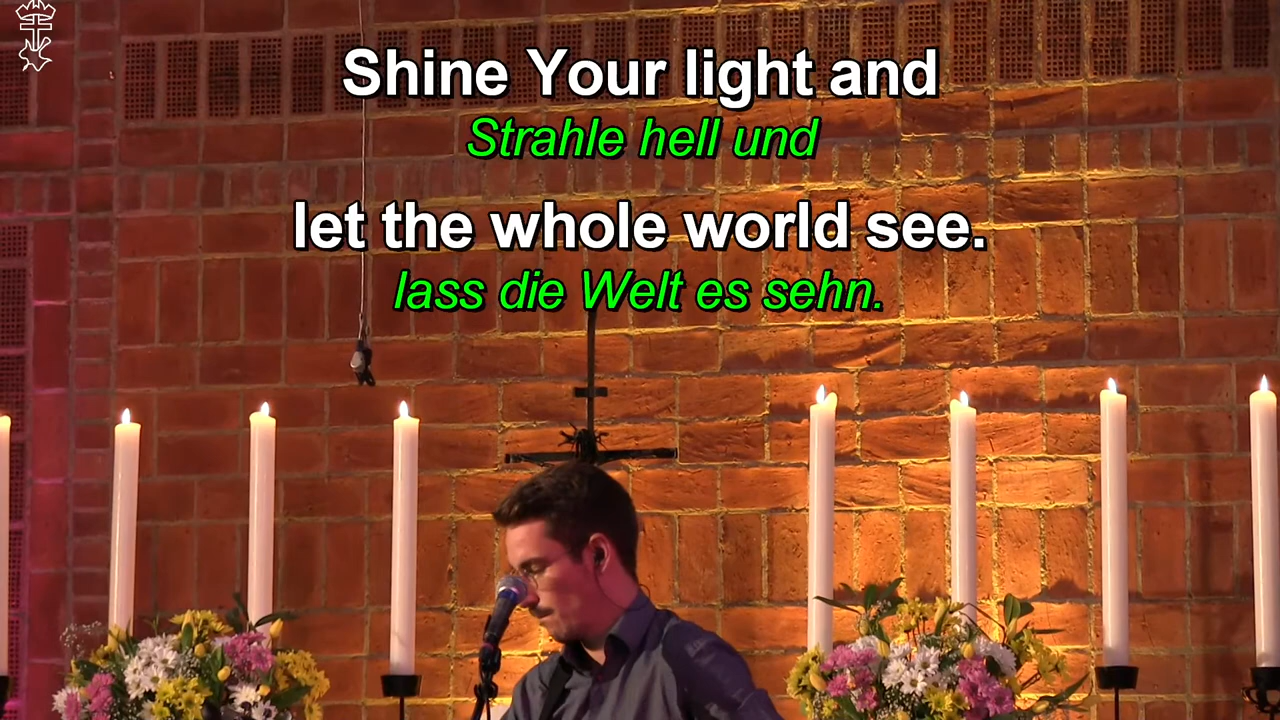 Shine Your light and
Strahle hell und
let the whole world see.
lass die Welt es sehn.